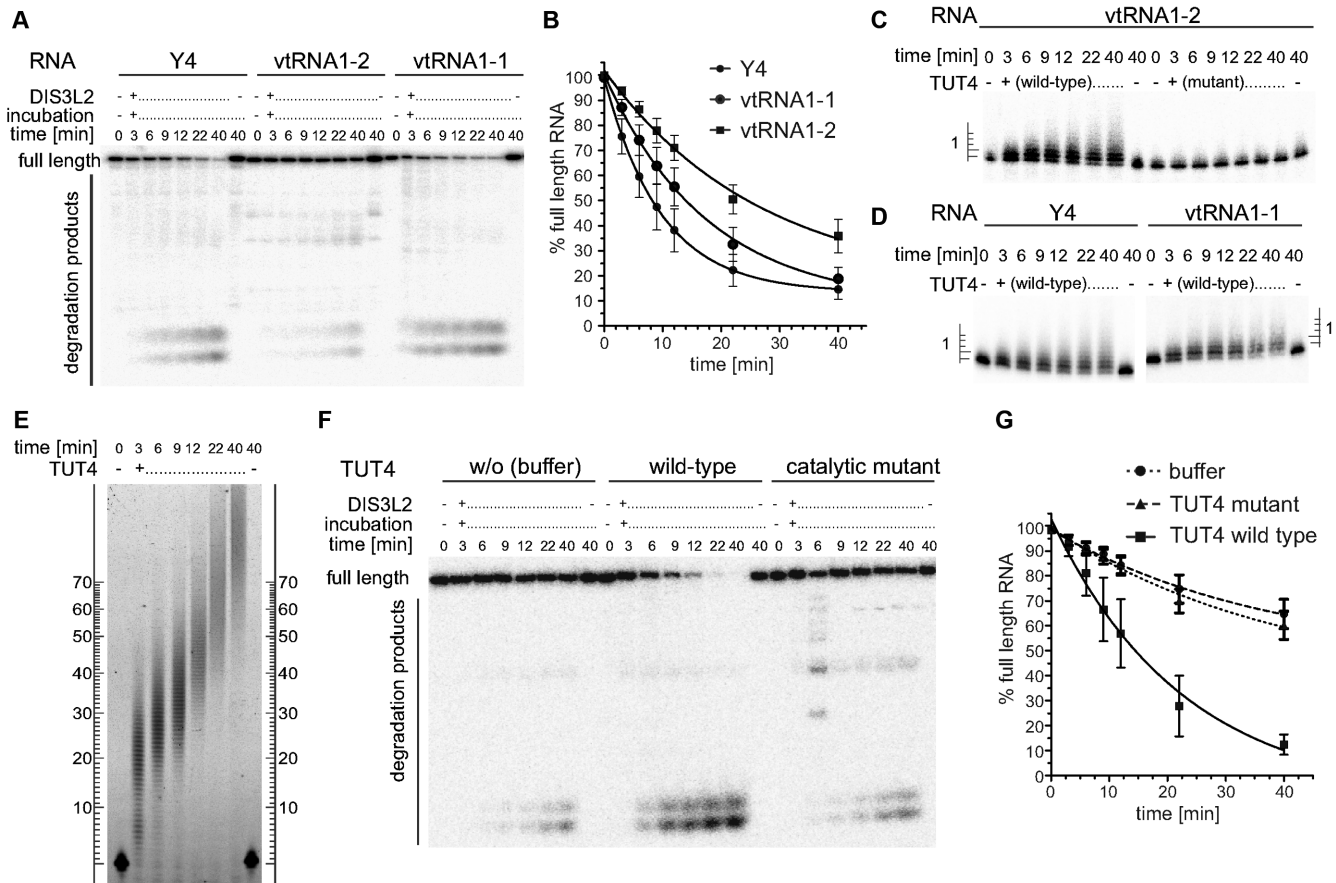 A
RNA Y4 vtRNA1-2 vtRNA1-1
DIS3L2 - +.................... - - +.................... - +.................... -
incubation - +.................... - +.................... - +....................
time [min] 0 3 6 9 12 22 40 40 0 3 6 9 12 22 40 40 0 3 6 9 12 22 40 40
full length
degradation products
B
Y4
vtRNA1-1
vtRNA1-2
% full length RNA
100
90
80
70
60
50
40
30
20
10
0
0 10 20 30 40
time [min]
C
RNA vtRNA1-2
time [min] 0 3 6 9 12 22 40 40 0 3 6 9 12 22 40 40
TUT4 - + (wild-type)....... - - + (mutant)......... -
1
D
RNA Y4 vtRNA1-1
time [min] 0 3 6 9 12 22 40 40 0 3 6 9 12 22 40 40
TUT4 - + (wild-type)....... - - + (wild-type)....... -
1 1
E
time [min] 0 3 6 9 12 22 40 40
TUT4 - +.................... -
70 70
60 60
50 50
40 40
30 30
20 20
10 10
F
TUT4 w/o (buffer) wild-type catalytic mutant
DIS3L2 - +.................... - - +.................... - - +.................... -
incubation - +.................... - +.................... - +....................
time [min] 0 3 6 9 12 22 40 40 0 3 6 9 12 22 40 40 0 3 6 9 12 22 40 40
full length
degradation products
G
buffer
TUT4 mutant
TUT4 wild type
% full length RNA
100
90
80
70
60
50
40
30
20
10
0
0 10 20 30 40
time [min]